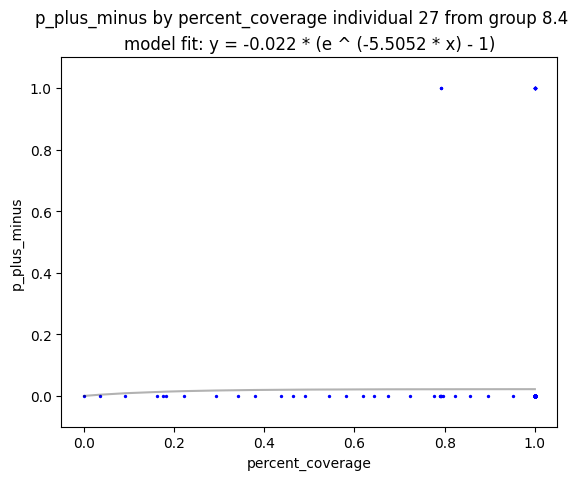 p_plus_minus by percent_coverage individual 27 from group 8.4
model fit: y = -0.022 * (e ^ (-5.5052 * x) - 1)
1.0
0.8
0.6
0.4
0.2
0.0
p_plus_minus
0.0 0.2 0.4 0.6 0.8 1.0
percent_coverage